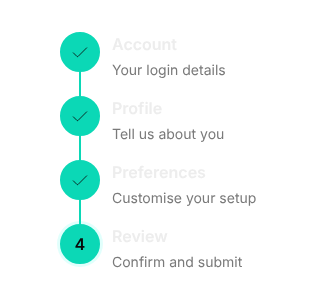 Account
Your login details
Profile
Tell us about you
Preferences
Customise your setup
4
Review
Confirm and submit